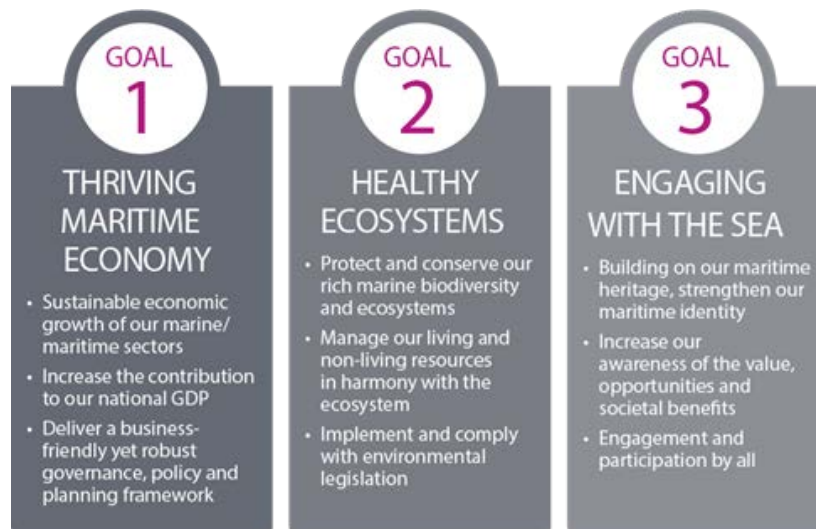 GOAL
1
THRIVING
MARITIME
ECONOMY
• Sustainable economic
growth of our marine/
maritime sectors
• Increase the contribution
to our national GDP
• Deliver a business-
friendly yet robust
governance, policy and
planning framework
GOAL
2
HEALTHY
ECOSYSTEMS
• Protect and conserve our
rich marine biodiversity
and ecosystems
• Manage our living and
non-living resources
in harmony with the
ecosystem
• Implement and comply
with environmental
legislation
GOAL
3
ENGAGING
WITH THE SEA
• Building on our maritime
heritage, strengthen our
maritime identity
• Increase our
awareness of the value,
opportunities and
societal benefits
• Engagement and
participation by all